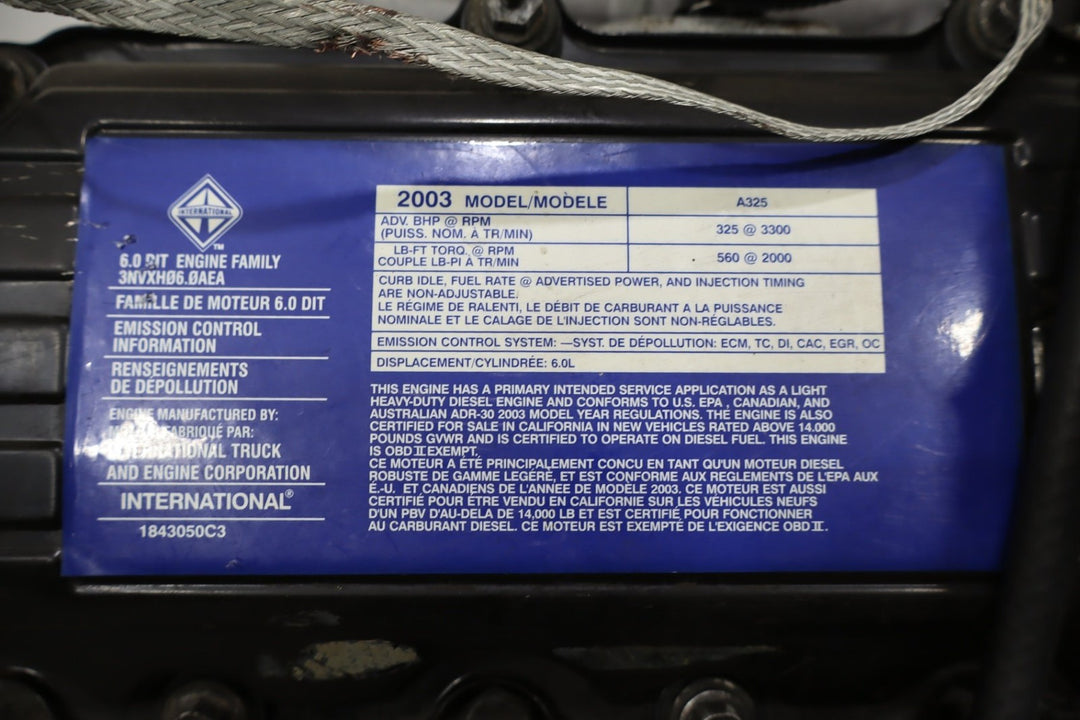 INTERNATIONAL
TM
6.0 DIT ENGINE FAMILY
3NVXHØ6.ØAEA
FAMILLE DE MOTEUR 6.0 DIT
EMISSION CONTROL
INFORMATION
RENSEIGNEMENTS
DE DÉPOLLUTION
ENGINE MANUFACTURED BY:
FABRIQUÉ PAR:
TRUCK
AND ENGINE CORPORATION
INTERNATIONAL®
1843050C3
2003 MODEL/MODÈLE A325
ADV. BHP @ RPM
(PUISS. NOM. À TR/MIN) 325 @ 3300
LB-FT TORQ. @ RPM
COUPLE LB-PI À TR/MIN 560 @ 2000
CURB IDLE, FUEL RATE @ ADVERTISED POWER, AND INJECTION TIMING
ARE NON-ADJUSTABLE.
LE RÉGIME DE RALENTI, LE DÉBIT DE CARBURANT A LA PUISSANCE
NOMINALE ET LE CALAGE DE L'INJECTION SONT NON-RÉGLABLES.
EMISSION CONTROL SYSTEM: —SYST. DE DÉPOLLUTION: ECM, TC, DI, CAC, EGR, OC
DISPLACEMENT/CYLINDRÉE: 6.0L
THIS ENGINE HAS A PRIMARY INTENDED SERVICE APPLICATION AS A LIGHT
HEAVY-DUTY DIESEL ENGINE AND CONFORMS TO U.S. EPA , CANADIAN, AND
AUSTRALIAN ADR-30 2003 MODEL YEAR REGULATIONS. THE ENGINE IS ALSO
CERTIFIED FOR SALE IN CALIFORNIA IN NEW VEHICLES RATED ABOVE 14.000
POUNDS GVWR AND IS CERTIFIED TO OPERATE ON DIESEL FUEL. THIS ENGINE
IS OBD II EXEMPT.
CE MOTEUR A ÉTÉ PRINCIPALEMENT CONCU EN TANT QU'UN MOTEUR DIESEL
ROBUSTE DE GAMME LEGÉRE, ET EST CONFORME AUX REGLEMENTS DE L'EPA AUX
É.-U. ET CANADIENS DE L'ANNEE DE MODÈLE 2003. CE MOTEUR EST AUSSI
CERTIFIÉ POUR ÊTRE VENDU EN CALIFORNIE SUR LES VÉHICULES NEUFS
D'UN PBV AU-DELA DE 14,000 LB ET EST CERTIFIÉ POUR FONCTIONNER
AU CARBURANT DIESEL. CE MOTEUR EST EXEMPTÉ DE L'EXIGENCE OBD II.